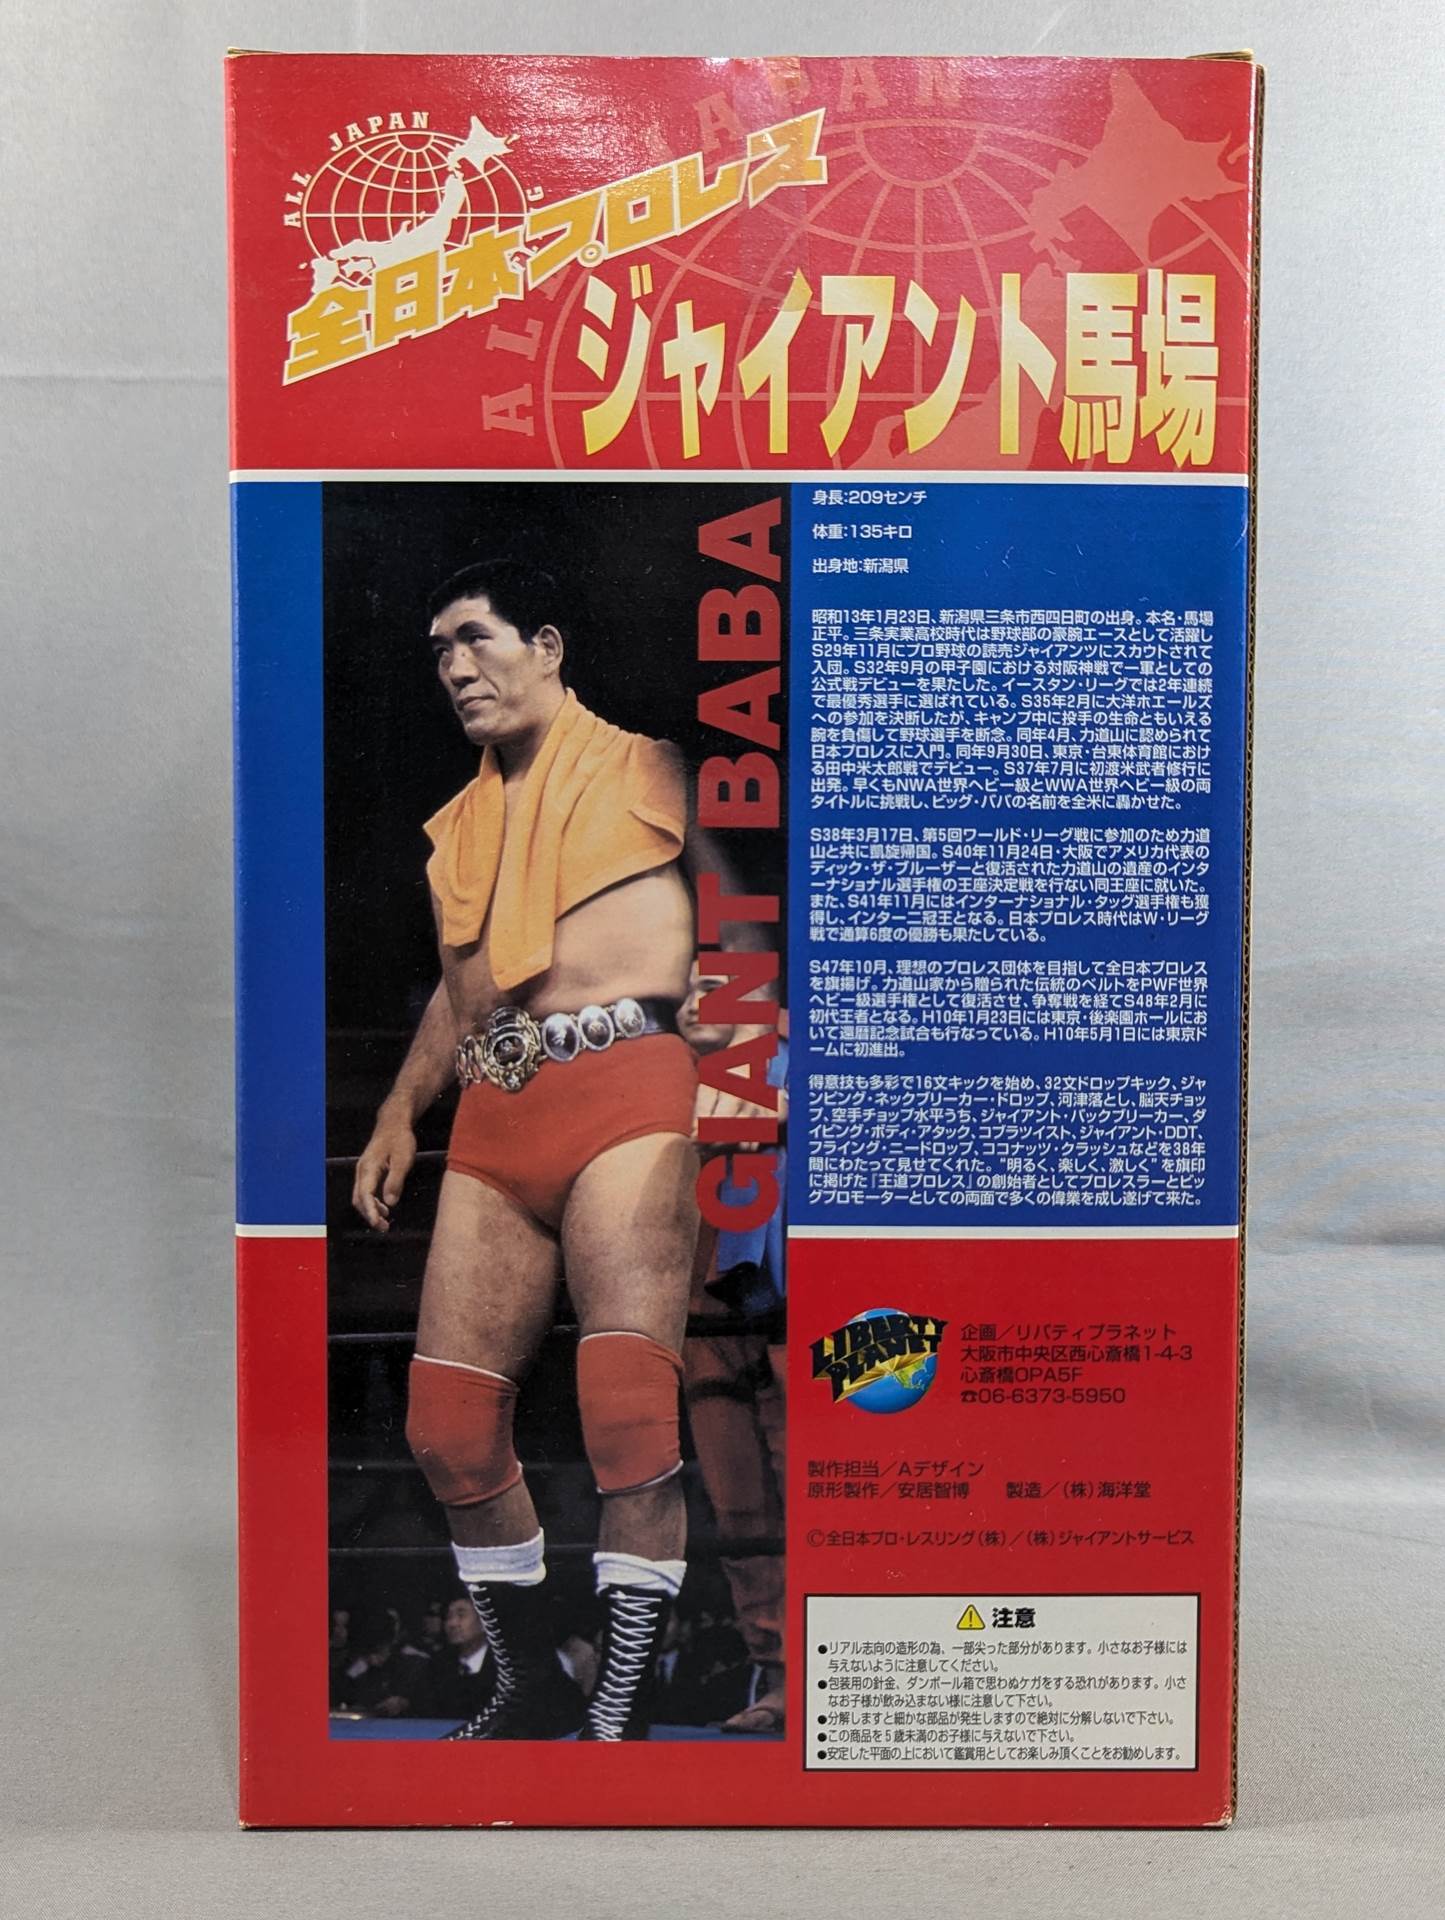 ALL JAPAN
全日本プロレス
ジャイアント馬場
GIANT BABA
身長:209センチ
体重:135キロ
出身地:新潟県
昭和13年1月23日、新潟県三条市西四日町の出身。本名・馬場
正平。三条実業高校時代は野球部の豪腕エースとして活躍し
S29年11月にプロ野球の読売ジャイアンツにスカウトされて
入団。S32年9月の甲子園における対阪神戦で一軍としての
公式戦デビューを果たした。イースタン・リーグでは2年連続
で最優秀選手に選ばれている。S35年2月に大洋ホエールズ
への参加を決断したが、キャンプ中に投手の生命ともいえる
腕を負傷して野球選手を断念。同年4月、力道山に認められて
日本プロレスに入門。同年9月30日、東京・台東体育館におけ
る田中米太郎戦でデビュー。S37年7月に初渡米武者修行に
出発。早くもNWA世界ヘビー級とWWA世界ヘビー級の両
タイトルに挑戦し、ビッグ・ババの名前を全米に轟かせた。
S38年3月17日、第5回ワールド・リーグ戦に参加のため力道
山と共に凱旋帰国。S40年11月24日・大阪でアメリカ代表の
ディック・ザ・ブルーザーと復活された力道山の遺産のインタ
ーナショナル選手権の王座決定戦を行ない同王座に就いた。
また、S41年11月にはインターナショナル・タッグ選手権も獲
得し、インター二冠王となる。日本プロレス時代はW・リーグ
戦で通算6度の優勝も果たしている。
S47年10月、理想のプロレス団体を目指して全日本プロレス
を旗揚げ。力道山家から贈られた伝統のベルトをPWF世界
ヘビー級選手権として復活させ、争奪戦を経てS48年2月に
初代王者となる。H10年1月23日には東京・後楽園ホールにお
いて還暦記念試合も行なっている。H10年5月1日には東京ド
ームに初進出。
得意技も多彩で16文キックを始め、32文ドロップキック、ジャ
ンピング・ネックブリーカー・ドロップ、河津落とし、脳天チョッ
プ、空手チョップ水平うち、ジャイアント・バックブリーカー、ダ
イビング・ボディ・アタック、コブラツイスト、ジャイアント・DDT、
フライング・ニードロップ、ココナッツ・クラッシュなどを38年
間にわたって見せてくれた。“明るく、楽しく、激しく”を旗印
に掲げた『王道プロレス』の創始者としてプロレスラーとビッ
グプロモーターとしての両面で多くの偉業を成し遂げて来た。
LIBERTY
PLANET
企画／リバティプラネット
大阪市中央区西心斎橋1-4-3
心斎橋OPA5F
☎06-6373-5950
製作担当／Aデザイン
原形製作／安居智博　製造／(株)海洋堂
©全日本プロ・レスリング(株)／(株)ジャイアントサービス
⚠注意
●リアル志向の造形の為、一部尖った部分があります。小さなお子様には
与えないように注意してください。
●包装用の針金、ダンボール箱で思わぬケガをする恐れがあります。小さ
なお子様が飲み込まない様に注意して下さい。
●分解しますと細かな部品が発生しますので絶対に分解しないで下さい。
●この商品を5歳未満のお子様に与えないで下さい。
●安定した平面の上において鑑賞用としてお楽しみ頂くことをお勧めします。